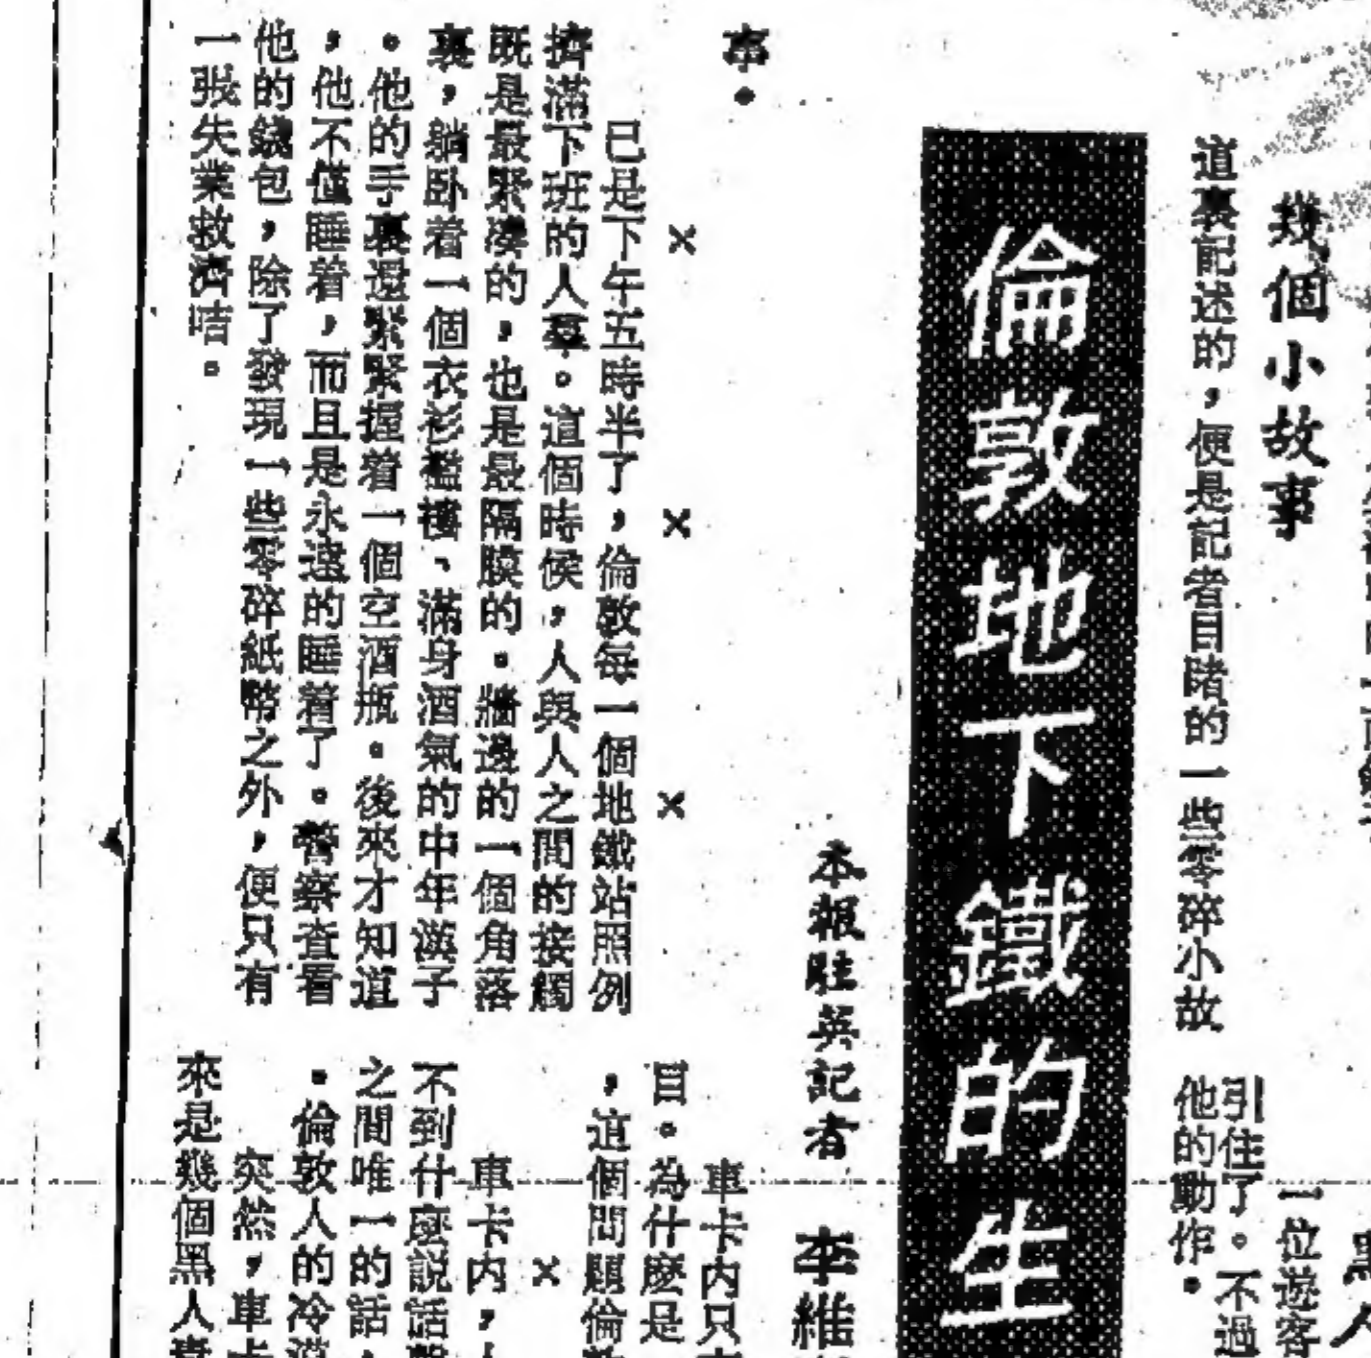 幾個小故事
道裏記述的，便是記者目睹的一些零碎小故
事。
倫敦地下鐵的生
本報駐英記者 李維
已是下午五時半了，倫敦每一個地鐵站照例
擠滿下班的人羣。這個時候，人與人之間的接觸
既是最緊湊的，也是最隔膜的。牆邊的一個角落
裏，躺卧着一個衣衫襤褸、滿身酒氣的中年漢子
。他的手裏還緊緊握着一個空酒瓶。後來才知道
，他不僅睡着，而且是永遠的睡着了。警察查看
他的錢包，除了發現一些零碎紙幣之外，便只有
一張失業救濟咭。
一位遊客
引住了。不過
他的動作。
車卡内只
目。為什麽是
，這個問題倫
車卡内，
不到什麽説話
之間唯一的話
。倫敦人的冷
突然，車卡
來是幾個黑人